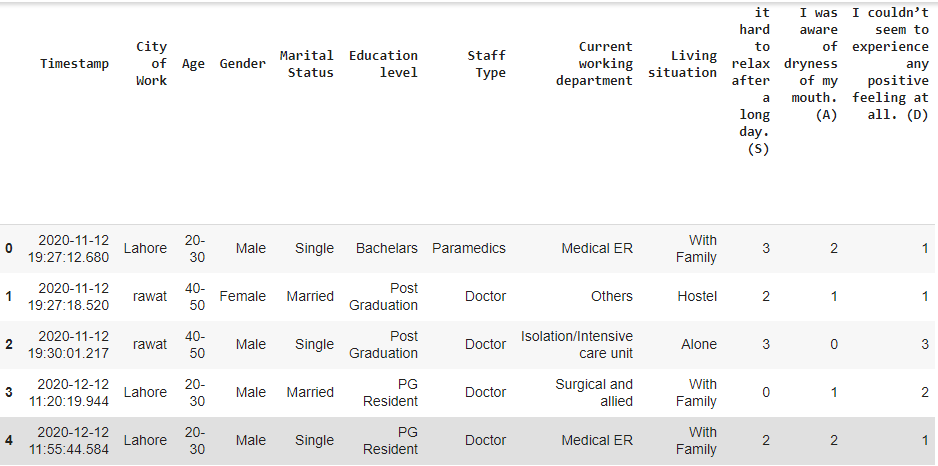 Timestamp City of Work Age Gender Marital Status Education level Staff Type Current working department Living situation it hard to relax after a long day. (S) I was aware of dryness of my mouth. (A) I couldn’t seem to experience any positive feeling at all. (D)
0 2020-11-12 19:27:12.680 Lahore 20-30 Male Single Bachelars Paramedics Medical ER With Family 3 2 1
1 2020-11-12 19:27:18.520 rawat 40-50 Female Married Post Graduation Doctor Others Hostel 2 1 1
2 2020-11-12 19:30:01.217 rawat 40-50 Male Single Post Graduation Doctor Isolation/Intensive care unit Alone 3 0 3
3 2020-12-12 11:20:19.944 Lahore 20-30 Male Married PG Resident Doctor Surgical and allied With Family 0 1 2
4 2020-12-12 11:55:44.584 Lahore 20-30 Male Single PG Resident Doctor Medical ER With Family 2 2 1